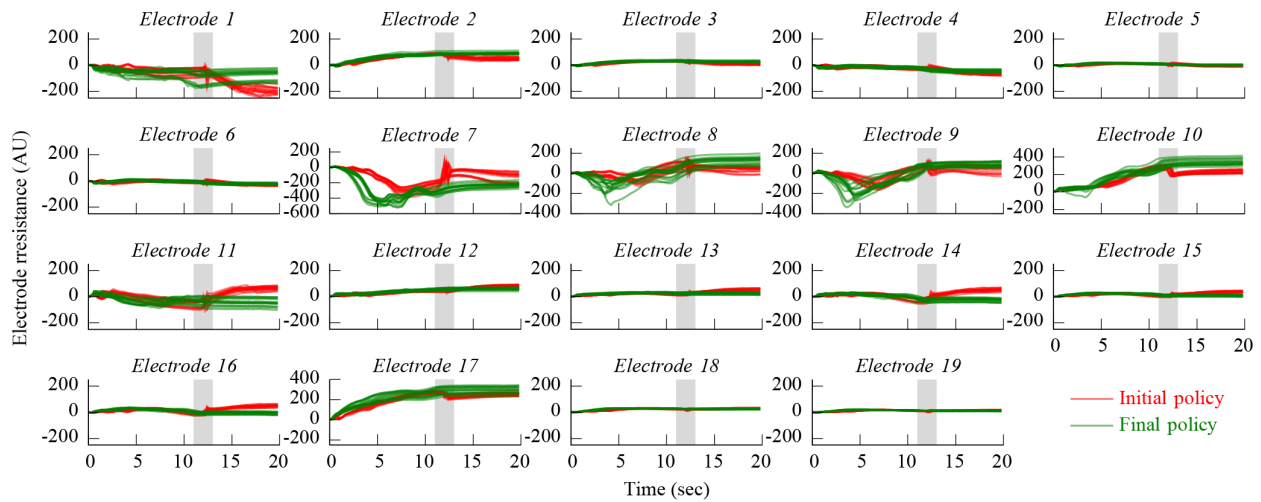 Electrode 1 Electrode 2 Electrode 3 Electrode 4 Electrode 5
200 200 200 200 200
0 0 0 0 0
-200 -200 -200 -200 -200
Electrode 6 Electrode 7 Electrode 8 Electrode 9 Electrode 10
200 200 200 200 400
0 0 0 0 200
-200 -200 -200 -200 0
-400 -400 -400 -200
-600
Electrode 11 Electrode 12 Electrode 13 Electrode 14 Electrode 15
200 200 200 200 200
0 0 0 0 0
-200 -200 -200 -200 -200
0 5 10 15 20
Electrode 16 Electrode 17 Electrode 18 Electrode 19
200 400 200 200
0 200 0 0
-200 0 -200 -200
0 5 10 15 20 0 5 10 15 20 0 5 10 15 20 0 5 10 15 20
Electrode rresistance (AU)
Time (sec)
Initial policy
Final policy